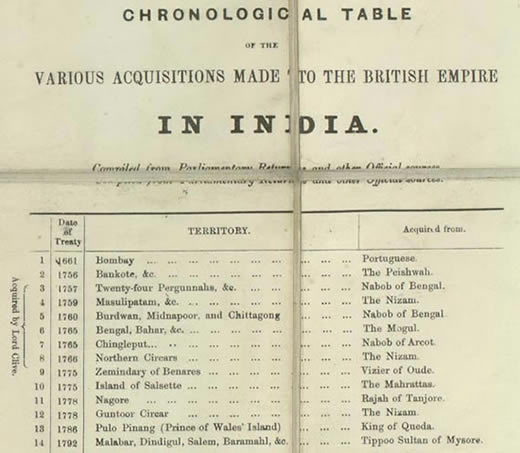 CHRONOLOGICAL TABLE
OF THE
VARIOUS ACQUISITIONS MADE TO THE BRITISH EMPIRE
IN INDIA.
Compiled from Parliamentary Returns and other Official sources.
Date of Treaty TERRITORY. Acquired from.
1 1661 Bombay ... ... ... ... ... ... ... ... Portuguese.
2 1756 Bankote, &c. ... ... ... ... ... ... ... The Peishwah.
3 1757 Twenty-four Pergunnahs, &c. ... ... ... ... Nabob of Bengal.
4 1759 Masulipatam, &c. ... ... ... ... ... ... The Nizam.
5 1760 Burdwan, Midnapoor, and Chittagong ... ... ... Nabob of Bengal
6 1765 Bengal, Bahar, &c. ... ... ... ... ... ... The Mogul.
7 1765 Chingleput... ... ... ... ... ... ... Nabob of Arcot.
8 1766 Northern Circars ... ... ... ... ... ... The Nizam.
9 1775 Zemindary of Benares ... ... ... ... ... Vizier of Oude.
10 1775 Island of Salsette ... ... ... ... ... ... The Mahrattas.
11 1778 Nagore ... ... ... ... ... ... ... ... Rajah of Tanjore.
12 1778 Guntoor Circar ... ... ... ... ... ... The Nizam.
13 1786 Pulo Pinang (Prince of Wales' Island) ... ... ... King of Queda.
14 1792 Malabar, Dindigul, Salem, Baramahl, &c. ... ... ... Tippoo Sultan of Mysore.
Acquired by Lord Clive.